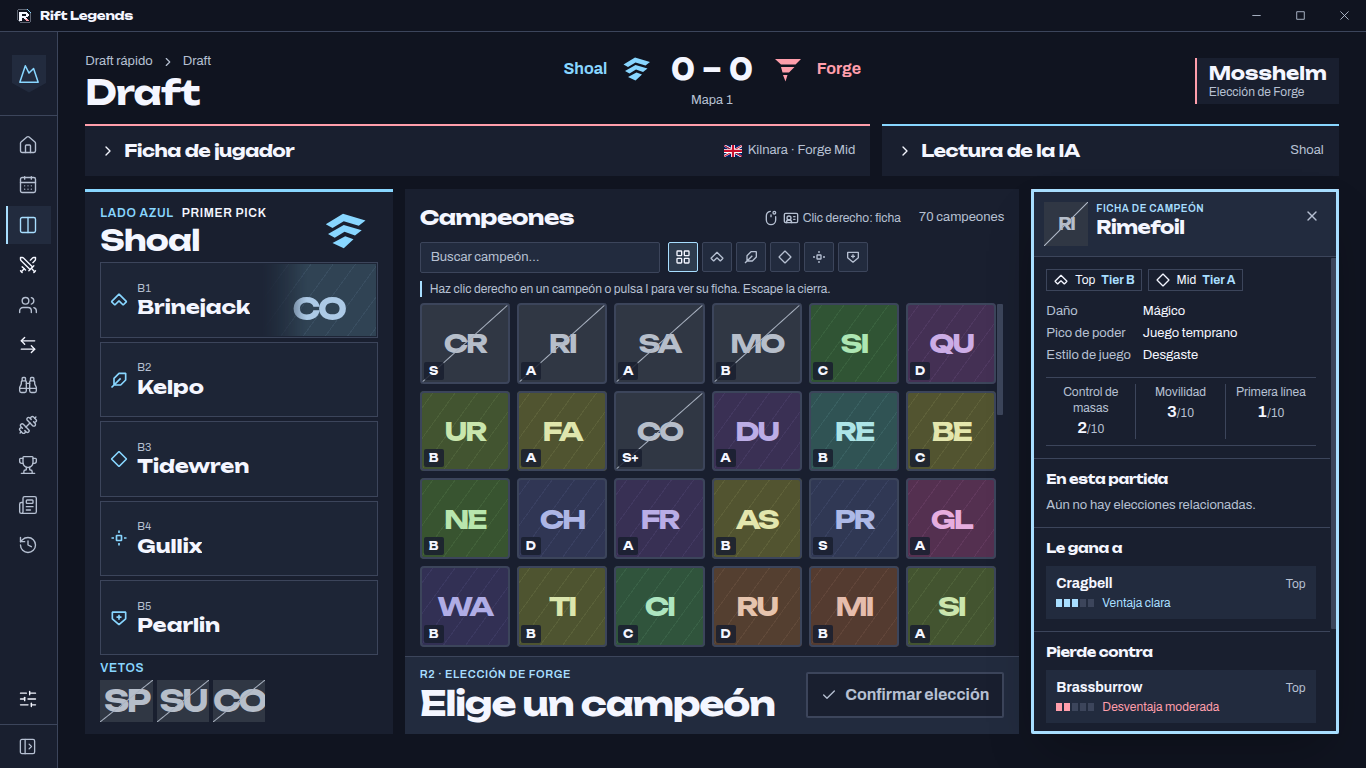 Rift Legends
Draft rápido > Draft
Draft
Shoal 0 – 0 Forge
Mapa 1
Mosshelm
Elección de Forge
Ficha de jugador
Kilnara · Forge Mid
Lectura de la IA
Shoal
LADO AZUL PRIMER PICK
Shoal
B1
Brinejack
CO
B2
Kelpo
B3
Tidewren
B4
Gullix
B5
Pearlin
VETOS
SP SU CO
Campeones
Clic derecho: ficha
70 campeones
Buscar campeón...
Haz clic derecho en un campeón o pulsa I para ver su ficha. Escape la cierra.
CR RI SA MO SI QU
S A A B C D
UR FA CO DU RE BE
B A S+ A B C
NE CH FR AS PR GL
B D A B S A
WA TI CI RU MI SI
B B C D B A
R2 · ELECCIÓN DE FORGE
Elige un campeón
Confirmar elección
RI
FICHA DE CAMPEÓN
Rimefoil
Top Tier B Mid Tier A
Daño Mágico
Pico de poder Juego temprano
Estilo de juego Desgaste
Control de masas
2/10
Movilidad
3/10
Primera línea
1/10
En esta partida
Aún no hay elecciones relacionadas.
Le gana a
Cragbell Top
Ventaja clara
Pierde contra
Brassburrow Top
Desventaja moderada